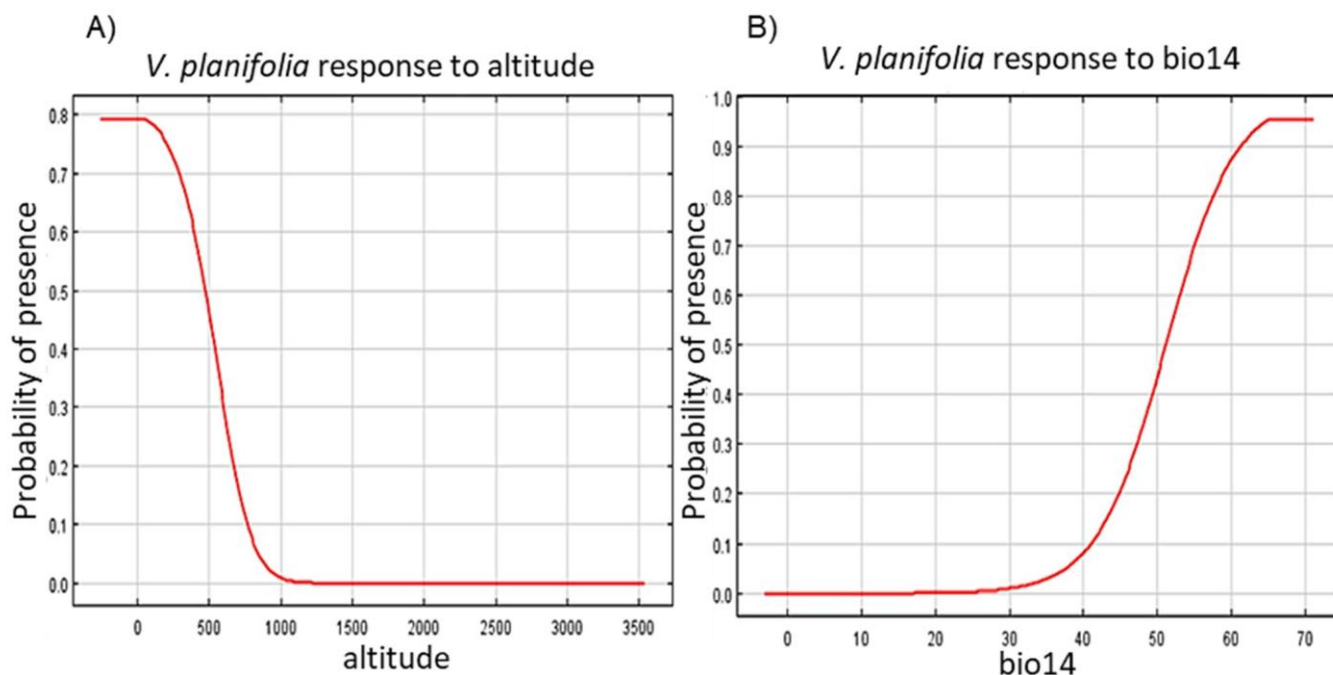 A)
V. planifolia response to altitude
Probability of presence
0.8
0.7
0.6
0.5
0.4
0.3
0.2
0.1
0.0
0 500 1000 1500 2000 2500 3000 3500
altitude
B)
V. planifolia response to bio14
Probability of presence
1.0
0.9
0.8
0.7
0.6
0.5
0.4
0.3
0.2
0.1
0.0
0 10 20 30 40 50 60 70
bio14